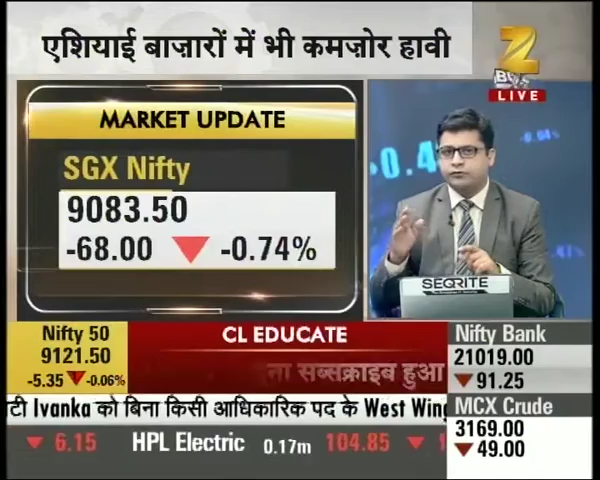 एशियाई बाज़ारों में भी कमज़ोर हावी
Z
LIVE
MARKET UPDATE
SGX Nifty
9083.50
-68.00 -0.74%
SEQRITE
Nifty 50
9121.50
-5.35 -0.06%
CL EDUCATE
ना सब्सक्राइब हुआ
Nifty Bank
21019.00
91.25
MCX Crude
3169.00
49.00
टी Ivanka को बिना किसी आधिकारिक पद के West Wing
6.15 HPL Electric 0.17m 104.85